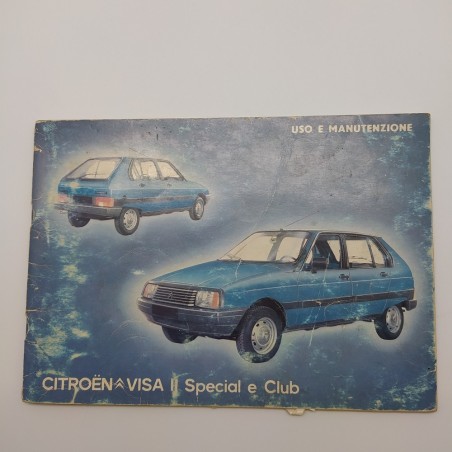 USO E MANUTENZIONE
CITROËN VISA II Special e Club